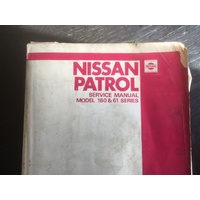 NISSAN
PATROL
SERVICE MANUAL
MODEL 160 & 61 SERIES